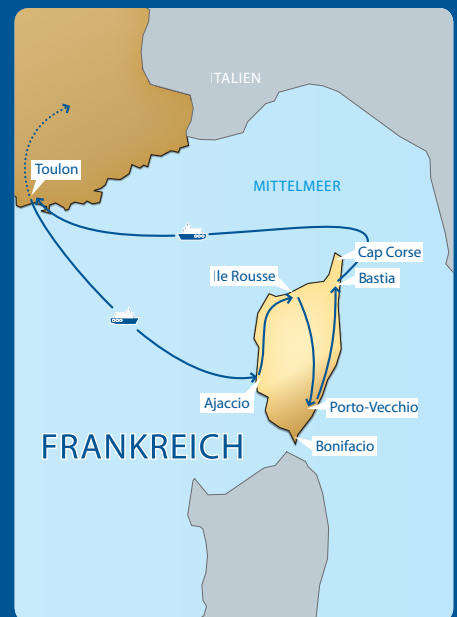 ITALIEN
Toulon
MITTELMEER
Cap Corse
Ile Rousse
Bastia
Ajaccio
Porto-Vecchio
FRANKREICH
Bonifacio